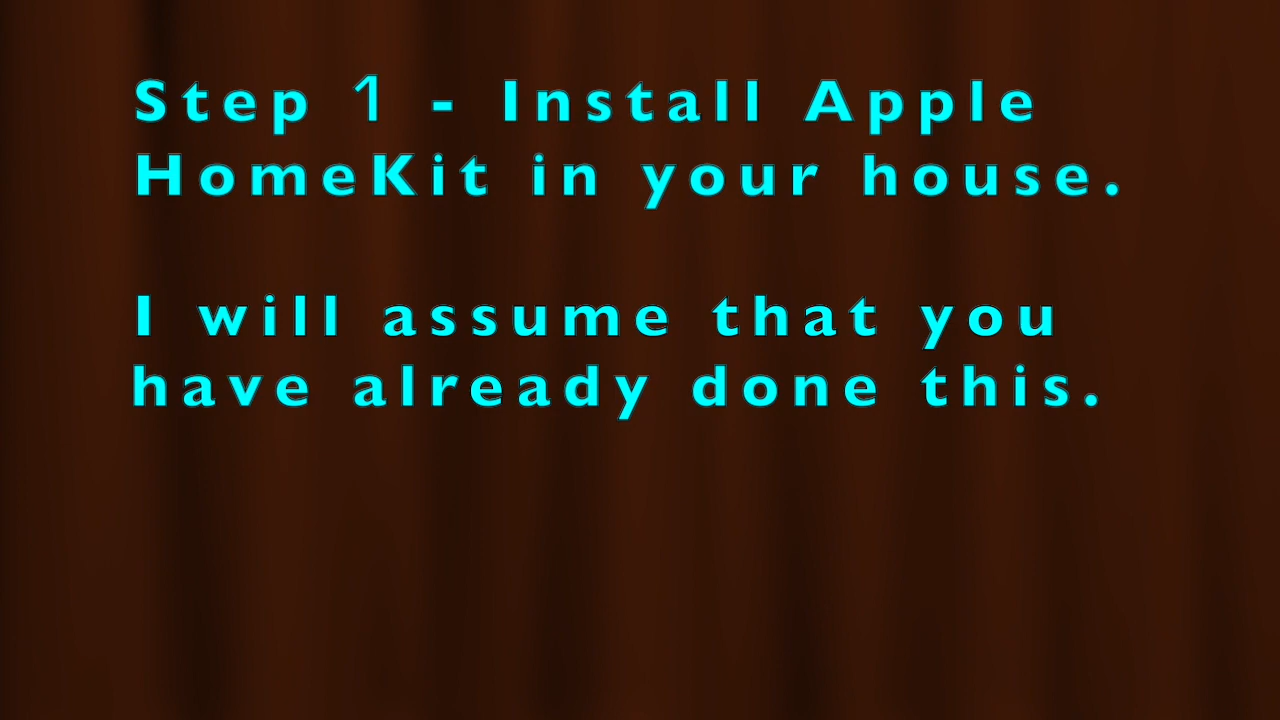 Step 1 - Install Apple
HomeKit in your house.
I will assume that you
have already done this.